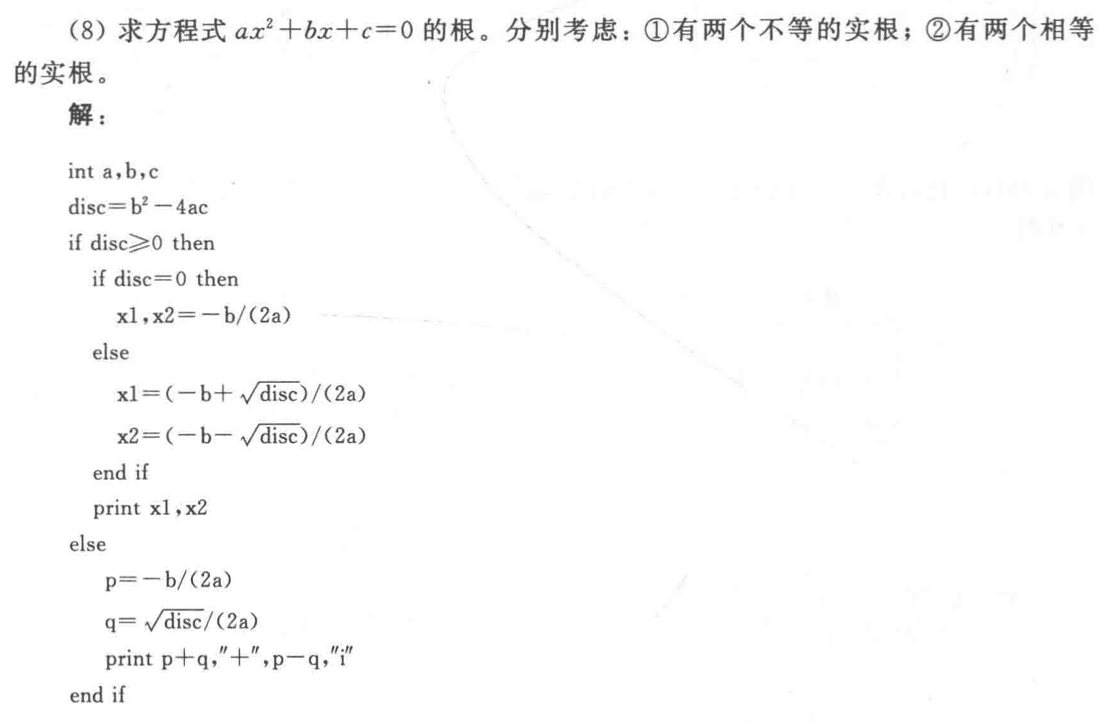 (8) 求方程式 ax²+bx+c=0 的根。分别考虑：①有两个不等的实根；②有两个相等
的实根。
解：
int a,b,c
disc=b²-4ac
if disc≥0 then
if disc=0 then
x1,x2=-b/(2a)
else
x1=(-b+√disc)/(2a)
x2=(-b-√disc)/(2a)
end if
print x1,x2
else
p=-b/(2a)
q=√disc/(2a)
print p+q,"+",p-q,"i"
end if